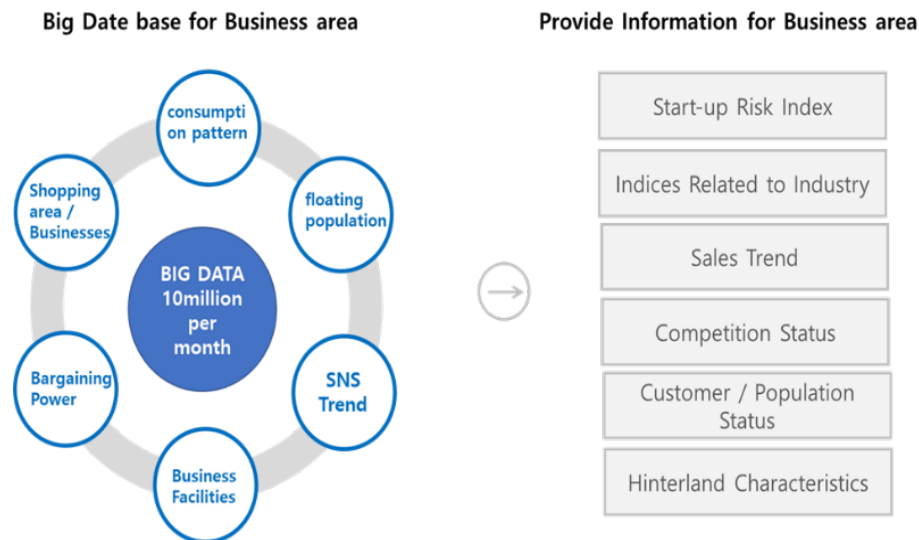 Big Date base for Business area
consumpti
on pattern
floating
population
SNS
Trend
Business
Facilities
Bargaining
Power
Shopping
area /
Businesses
BIG DATA
10million
per
month
Provide Information for Business area
Start-up Risk Index
Indices Related to Industry
Sales Trend
Competition Status
Customer / Population
Status
Hinterland Characteristics